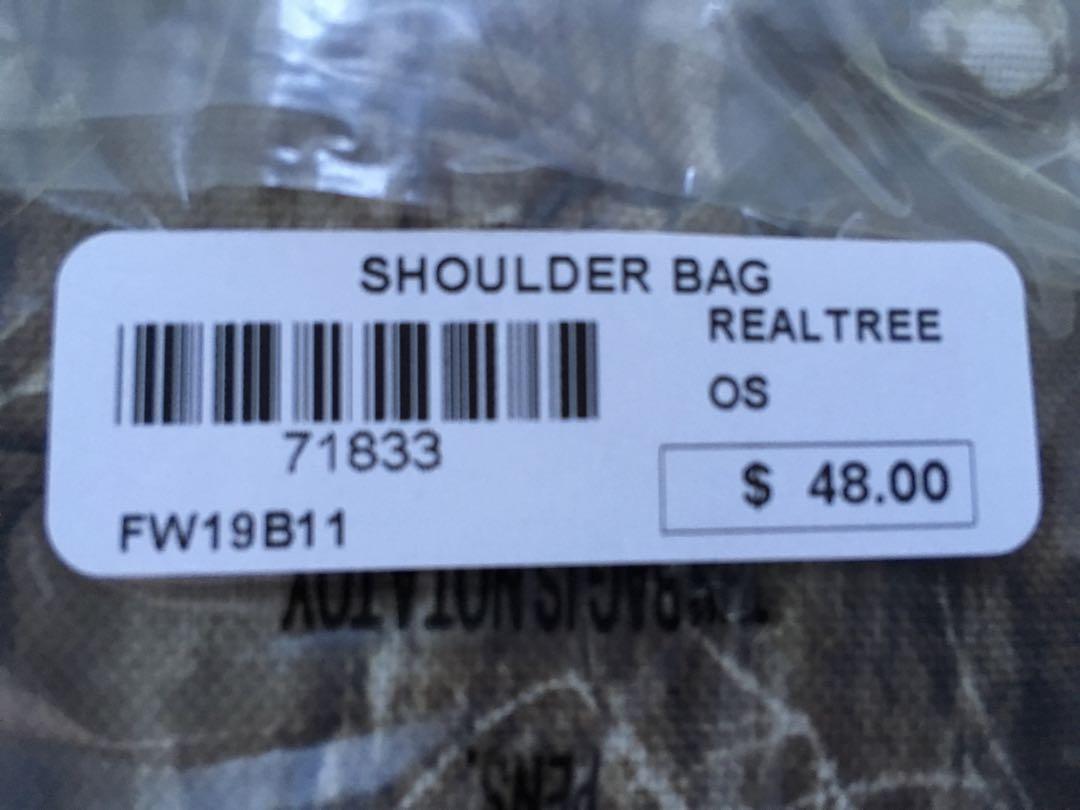 SHOULDER BAG
REALTREE
OS
71833
$ 48.00
FW19B11